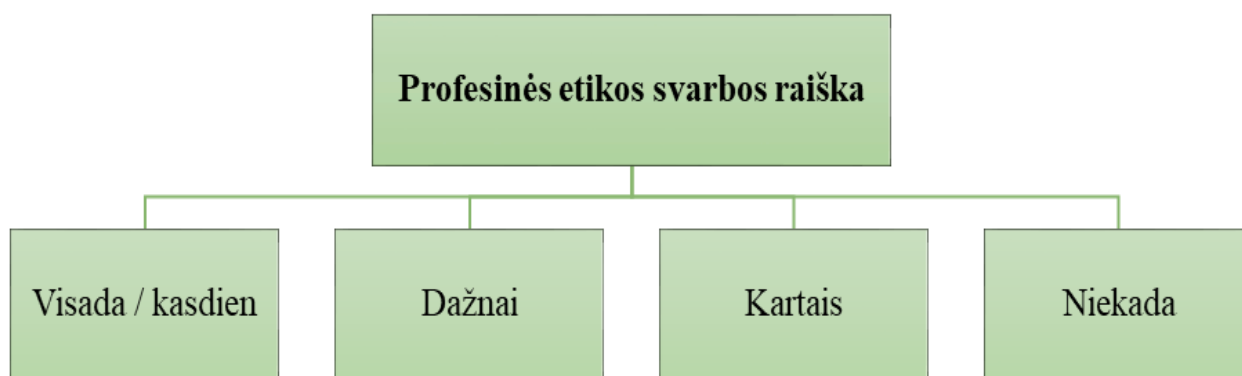 Profesinės etikos svarbos raiška
Visada / kasdien
Dažnai
Kartais
Niekada